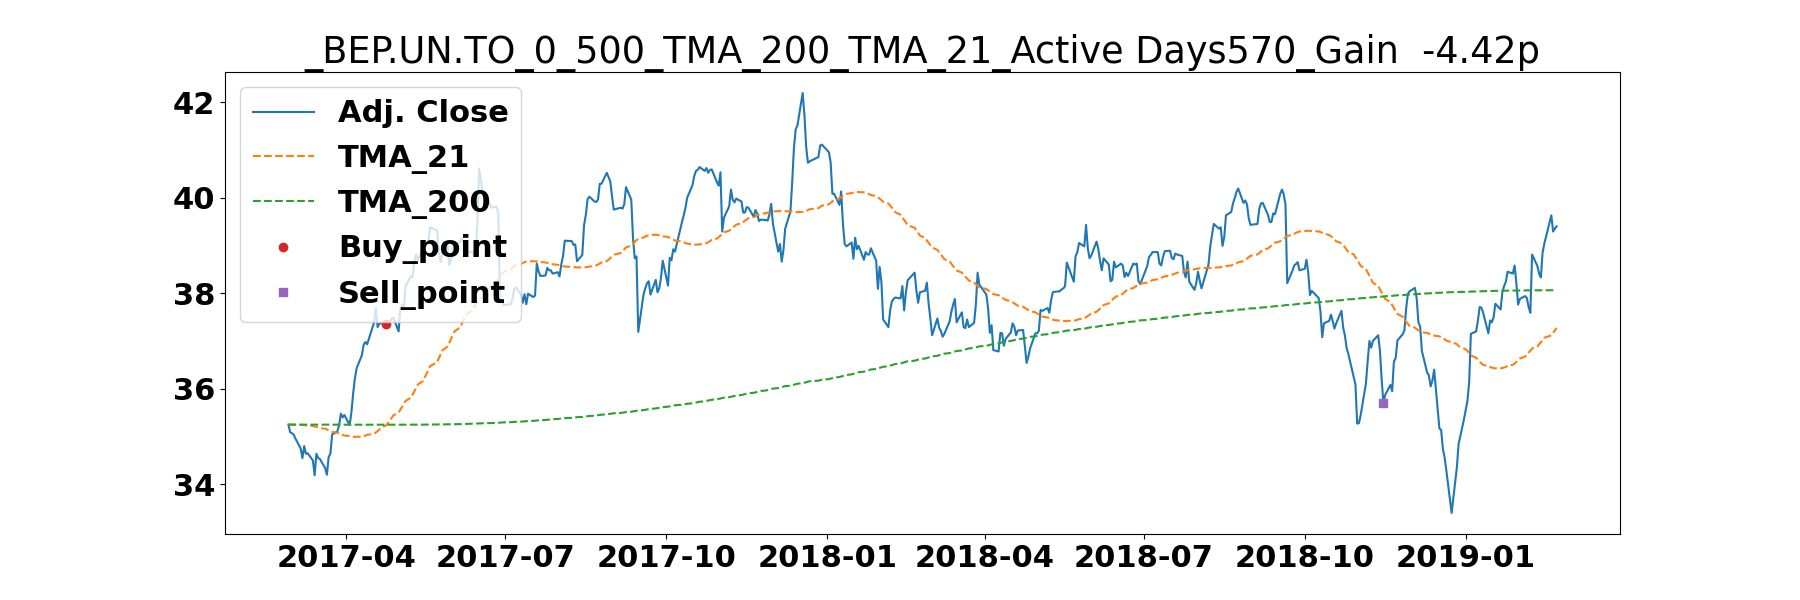 _BEP.UN.TO_0_500_TMA_200_TMA_21_Active Days570_Gain  -4.42p
Adj. Close
TMA_21
TMA_200
Buy_point
Sell_point
42
40
38
36
34
2017-04 2017-07 2017-10 2018-01 2018-04 2018-07 2018-10 2019-01